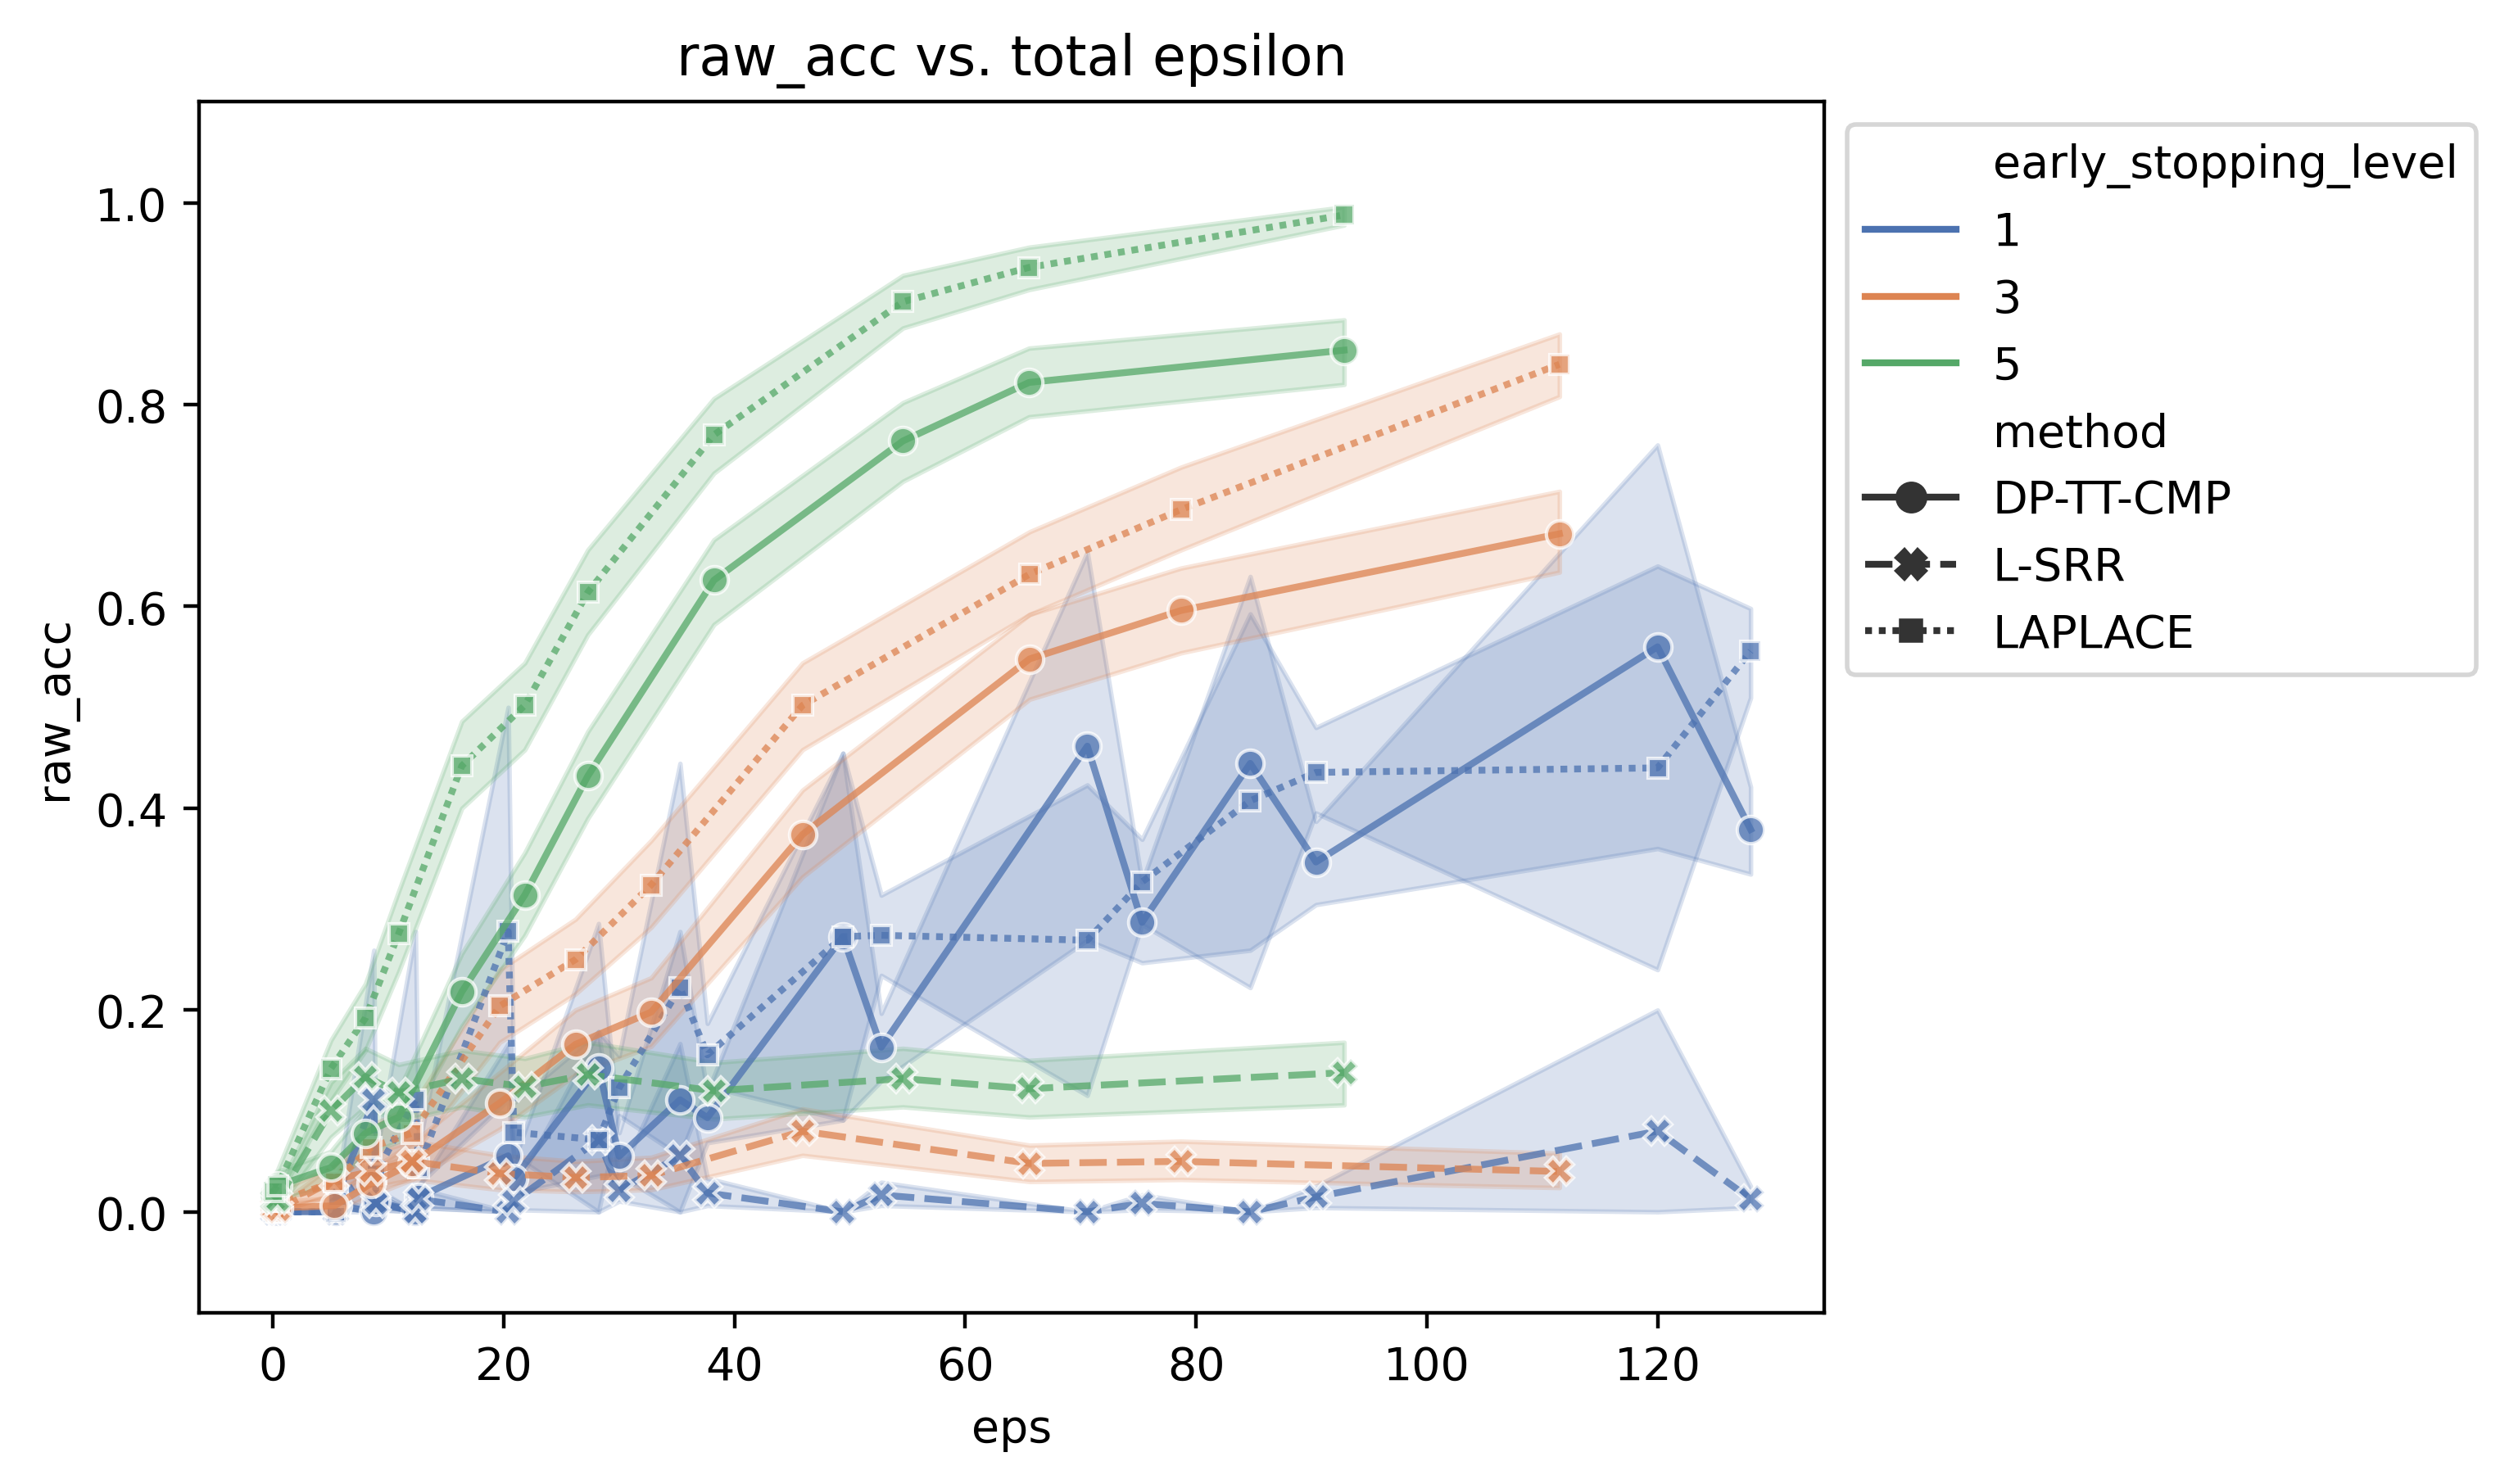 raw_acc vs. total epsilon
raw_acc
1.0
0.8
0.6
0.4
0.2
0.0
0 20 40 60 80 100 120
eps
early_stopping_level
1
3
5
method
DP-TT-CMP
L-SRR
LAPLACE